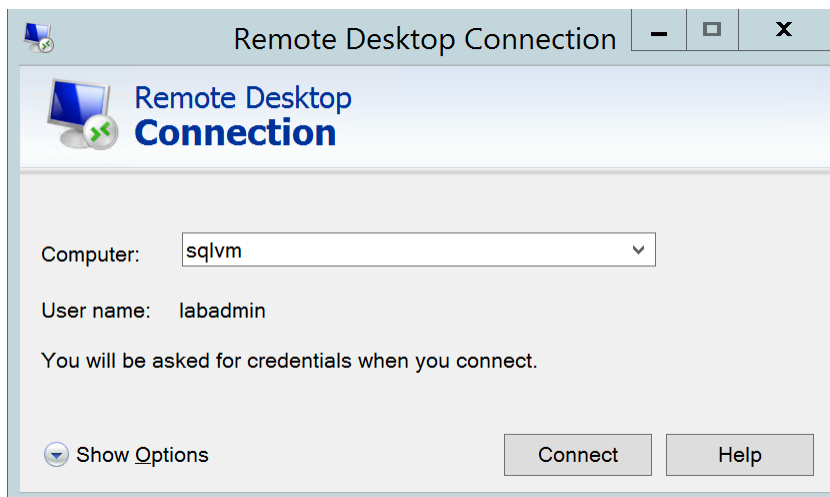 Remote Desktop Connection
Remote Desktop
Connection
Computer: sqlvm
User name: labadmin
You will be asked for credentials when you connect.
Show Options Connect Help